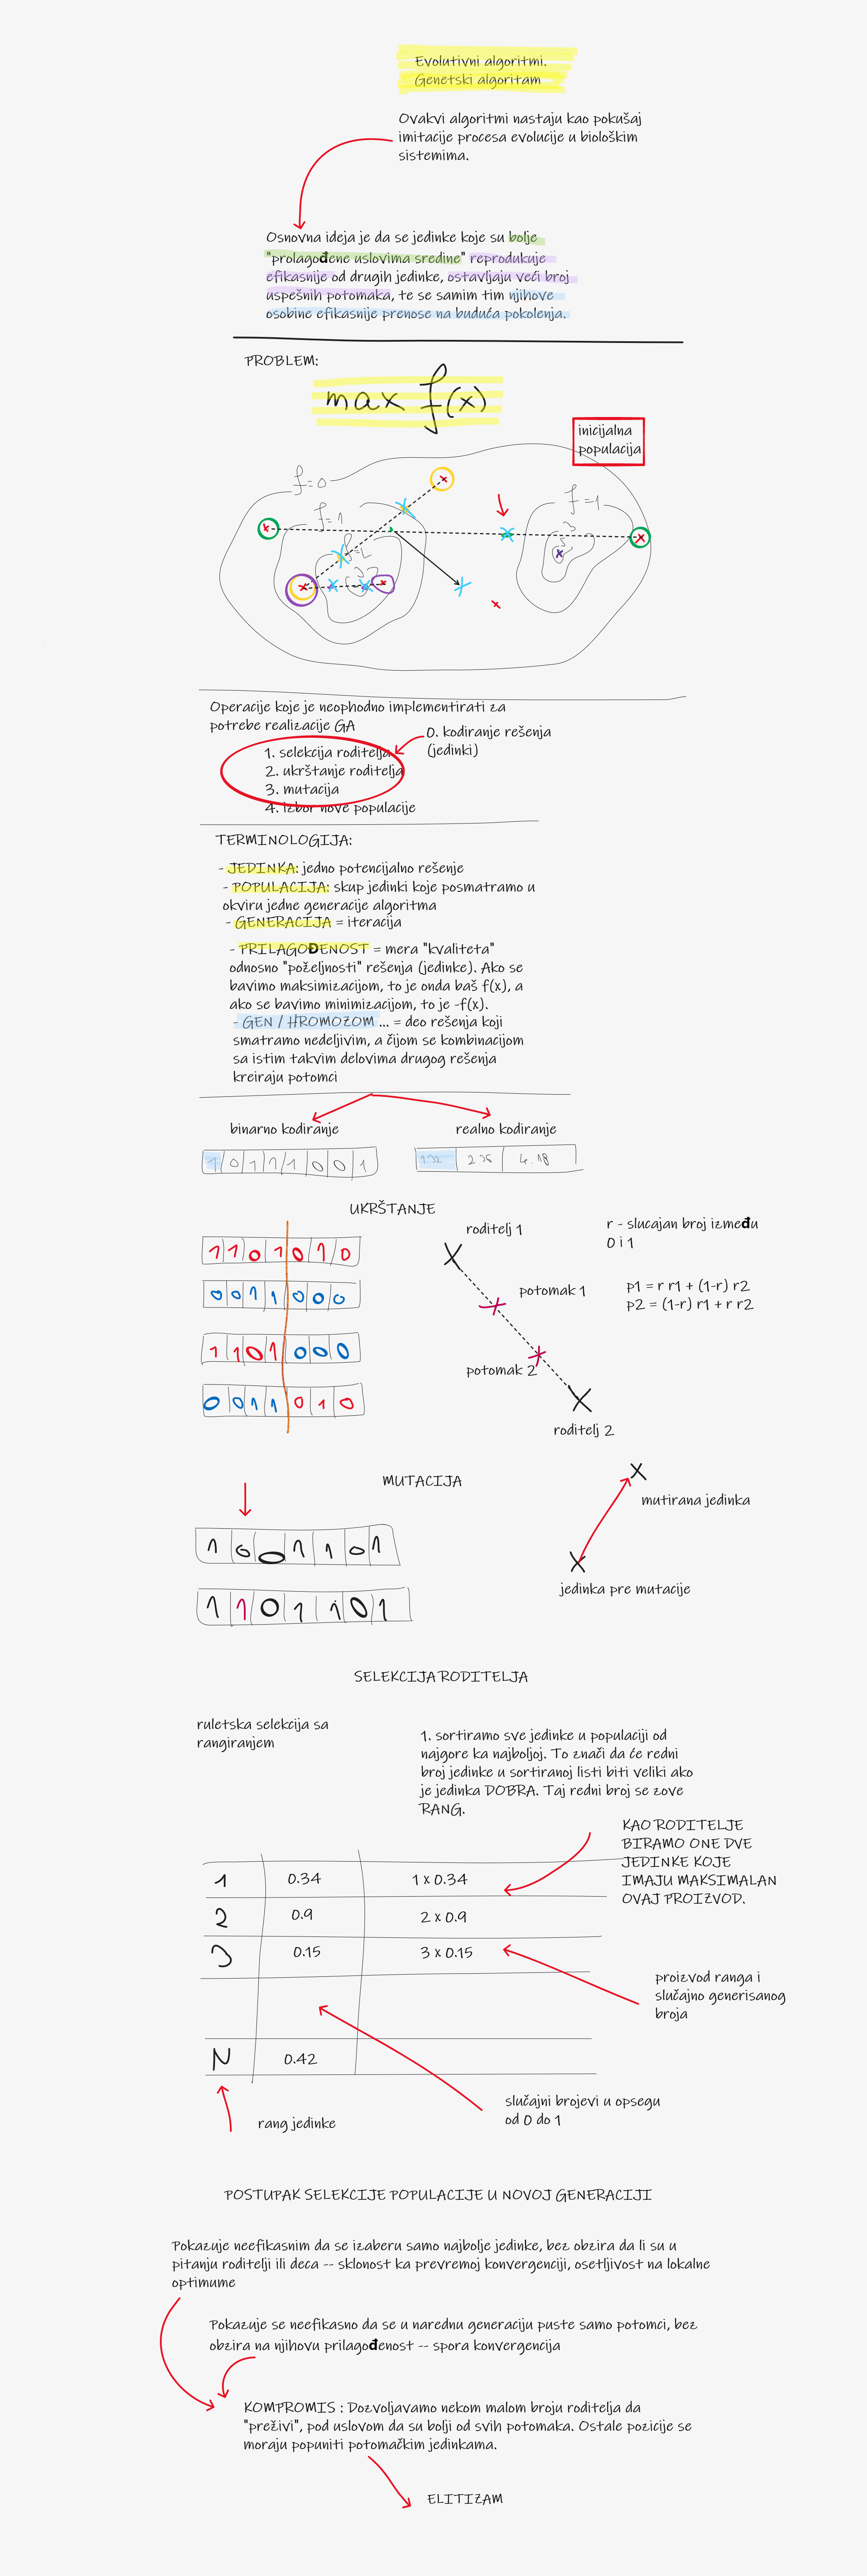 Evolutivni algoritmi.
Genetski algoritam
Ovakvi algoritmi nastaju kao pokušaj
imitacije procesa evolucije u biološkim
sistemima.
Osnovna ideja je da se jedinke koje su bolje
"prolagođene uslovima sredine" reprodukuje
efikasnije od drugih jedinke, ostavljaju veći broj
uspešnih potomaka, te se samim tim njihove
osobine efikasnije prenose na buduća pokolenja.
PROBLEM:
max f(x)
inicijalna
populacija
f=0
f=1
f=1
f=2
Operacije koje je neophodno implementirati za
potrebe realizacije GA
0. kodiranje rešenja
(jedinki)
1. selekcija roditelja
2. ukrštanje roditelja
3. mutacija
4. izbor nove populacije
TERMINOLOGIJA:
- JEDINKA: jedno potencijalno rešenje
- POPULACIJA: skup jedinki koje posmatramo u
okviru jedne generacije algoritma
- GENERACIJA = iteracija
- PRILAGOĐENOST = mera "kvaliteta"
odnosno "poželjnosti" rešenja (jedinke). Ako se
bavimo maksimizacijom, to je onda baš f(x), a
ako se bavimo minimizacijom, to je -f(x).
- GEN / HROMOZOM ... = deo rešenja koji
smatramo nedeljivim, a čijom se kombinacijom
sa istim takvim delovima drugog rešenja
kreiraju potomci
binarno kodiranje
realno kodiranje
1 0 1 1 1 0 0 1
4.18
UKRŠTANJE
1 1 0 1 0 1 0
0 0 1 1 0 0 0
1 1 0 1 0 0 0
0 0 1 1 0 1 0
roditelj 1
potomak 1
potomak 2
roditelj 2
r - slucajan broj između
0 i 1
p1 = r r1 + (1-r) r2
p2 = (1-r) r1 + r r2
MUTACIJA
1 0 0 1 1 0 1
1 1 0 1 1 0 1
mutirana jedinka
jedinka pre mutacije
SELEKCIJA RODITELJA
ruletska selekcija sa
rangiranjem
1. sortiramo sve jedinke u populaciji od
najgore ka najboljoj. To znači da će redni
broj jedinke u sortiranoj listi biti veliki ako
je jedinka DOBRA. Taj redni broj se zove
RANG.
KAO RODITELJE
BIRAMO ONE DVE
JEDINKE KOJE
IMAJU MAKSIMALAN
OVAJ PROIZVOD.
1 0.34 1 x 0.34
2 0.9 2 x 0.9
3 0.15 3 x 0.15
N 0.42
proizvod ranga i
slučajno generisanog
broja
slučajni brojevi u opsegu
od 0 do 1
rang jedinke
POSTUPAK SELEKCIJE POPULACIJE U NOVOJ GENERACIJI
Pokazuje neefikasnim da se izaberu samo najbolje jedinke, bez obzira da li su u
pitanju roditelji ili deca -- sklonost ka prevremoj konvergenciji, osetljivost na lokalne
optimume
Pokazuje se neefikasno da se u narednu generaciju puste samo potomci, bez
obzira na njihovu prilagođenost -- spora konvergencija
KOMPROMIS : Dozvoljavamo nekom malom broju roditelja da
"preživi", pod uslovom da su bolji od svih potomaka. Ostale pozicije se
moraju popuniti potomačkim jedinkama.
ELITIZAM